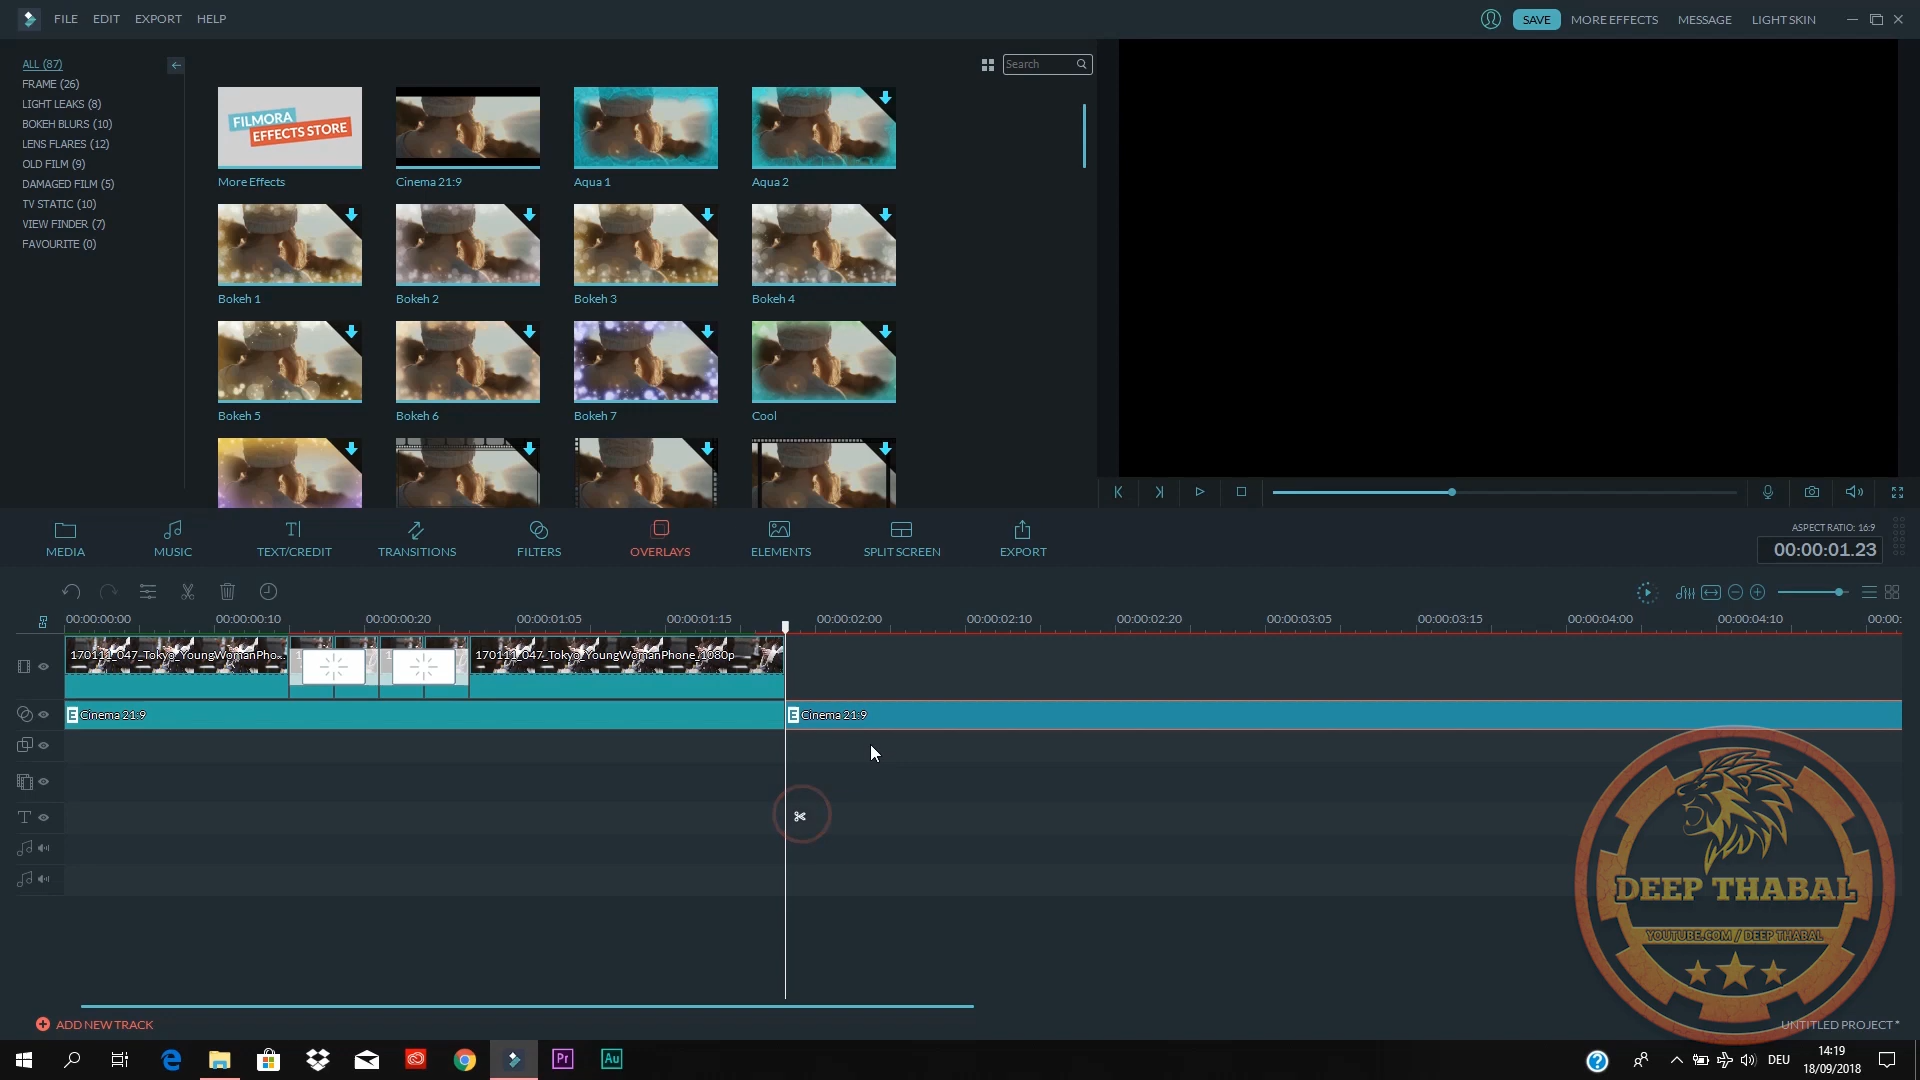 FILE EDIT EXPORT HELP
SAVE MORE EFFECTS MESSAGE LIGHT SKIN
ALL (87)
FRAME (26)
LIGHT LEAKS (8)
BOKEH BLURS (10)
LENS FLARES (12)
OLD FILM (9)
DAMAGED FILM (5)
TV STATIC (10)
VIEW FINDER (7)
FAVOURITE (0)
Search
FILMORA
EFFECTS STORE
More Effects Cinema 21:9 Aqua 1 Aqua 2
Bokeh 1 Bokeh 2 Bokeh 3 Bokeh 4
Bokeh 5 Bokeh 6 Bokeh 7 Cool
MEDIA MUSIC TEXT/CREDIT TRANSITIONS FILTERS OVERLAYS ELEMENTS SPLIT SCREEN EXPORT
ASPECT RATIO: 16:9
00:00:01.23
00:00:00:00 00:00:00:10 00:00:00:20 00:00:01:05 00:00:01:15 00:00:02:00 00:00:02:10 00:00:02:20 00:00:03:05 00:00:03:15 00:00:04:00 00:00:04:10 00:00:
170111_047_Tokyo_YoungWomanPho... 170111_047_Tokyo_YoungWomanPhone_1080p
E Cinema 21:9 E Cinema 21:9
DEEP THABAL
YOUTUBE.COM / DEEP THABAL
ADD NEW TRACK
UNTITLED PROJECT *
Pr Au
DEU
14:19
18/09/2018